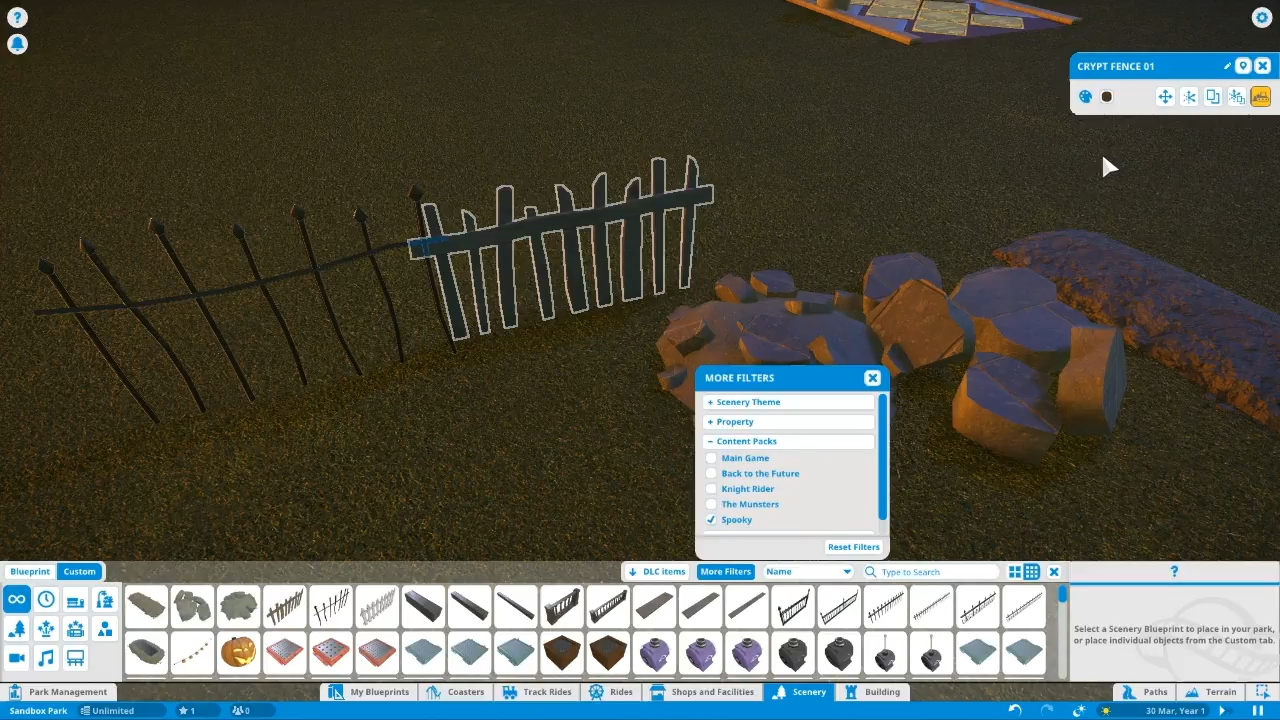 ?
CRYPT FENCE 01
MORE FILTERS
+ Scenery Theme
+ Property
− Content Packs
Main Game
Back to the Future
Knight Rider
The Munsters
Spooky
Reset Filters
Blueprint
Custom
DLC items
More Filters
Name
Type to Search
?
Select a Scenery Blueprint to place in your park,
or place individual objects from the Custom tab.
Park Management
My Blueprints
Coasters
Track Rides
Rides
Shops and Facilities
Scenery
Building
Paths
Terrain
Sandbox Park
Unlimited
1
0
30 Mar, Year 1